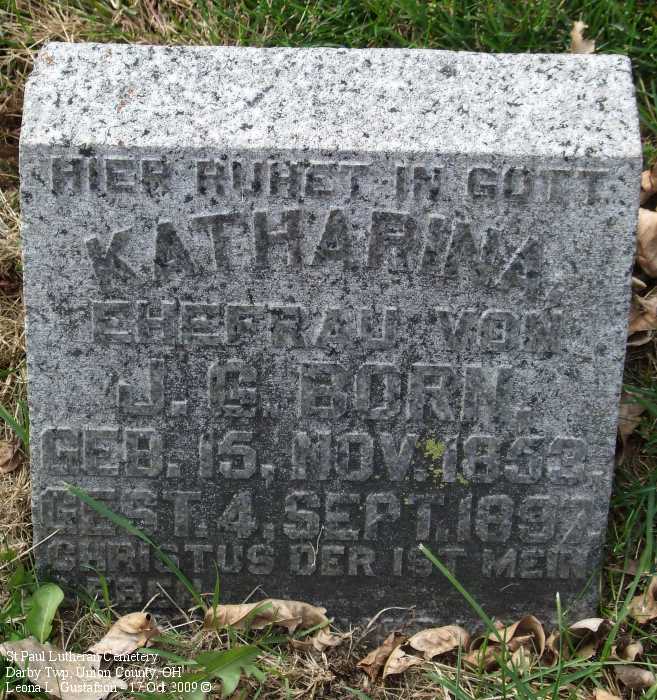 HIER RUHET IN GOTT
KATHARINA,
EHEFRAU VON
J. G. BORN.
GEB. 15, NOV. 1853.
GEST. 4, SEPT. 1897.
CHRISTUS DER IST MEIN
St Paul Lutheran Cemetery
Darby Twp, Union County, OH
Leona L. Gustafson - 17 Oct 2009 ©